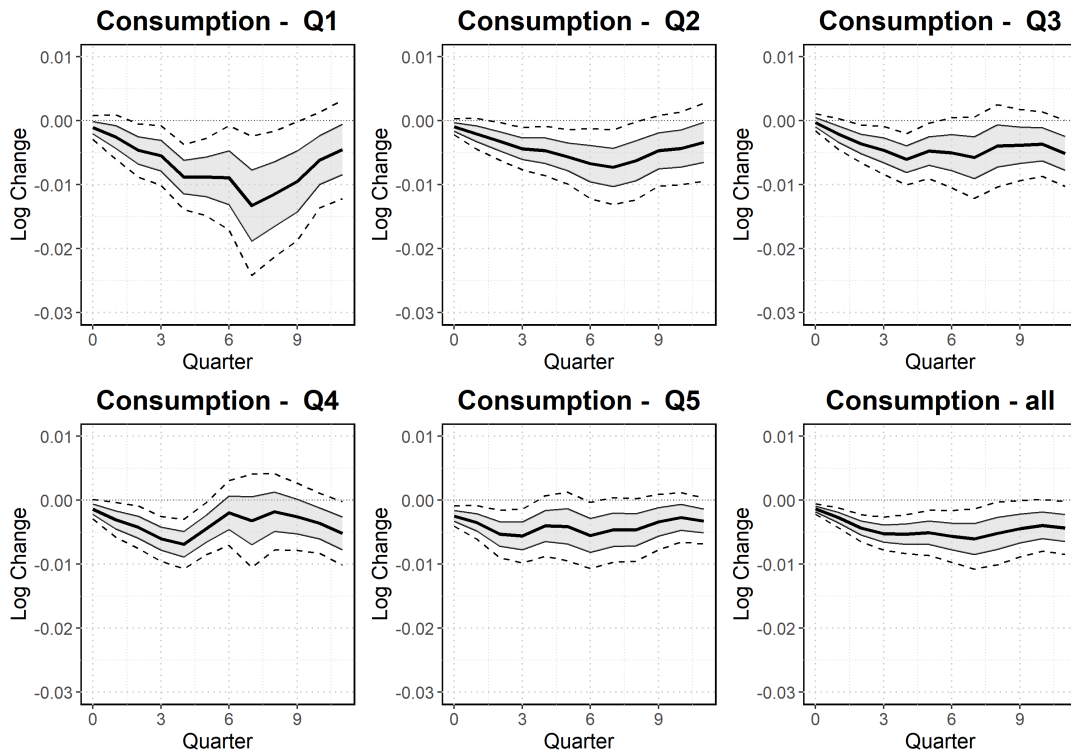 Consumption -  Q1
Consumption -  Q2
Consumption -  Q3
0.01
0.00
-0.01
-0.02
-0.03
Log Change
0 3 6 9
Quarter
0.01
0.00
-0.01
-0.02
-0.03
Log Change
0 3 6 9
Quarter
0.01
0.00
-0.01
-0.02
-0.03
Log Change
0 3 6 9
Quarter
Consumption -  Q4
Consumption -  Q5
Consumption - all
0.01
0.00
-0.01
-0.02
-0.03
Log Change
0 3 6 9
Quarter
0.01
0.00
-0.01
-0.02
-0.03
Log Change
0 3 6 9
Quarter
0.01
0.00
-0.01
-0.02
-0.03
Log Change
0 3 6 9
Quarter